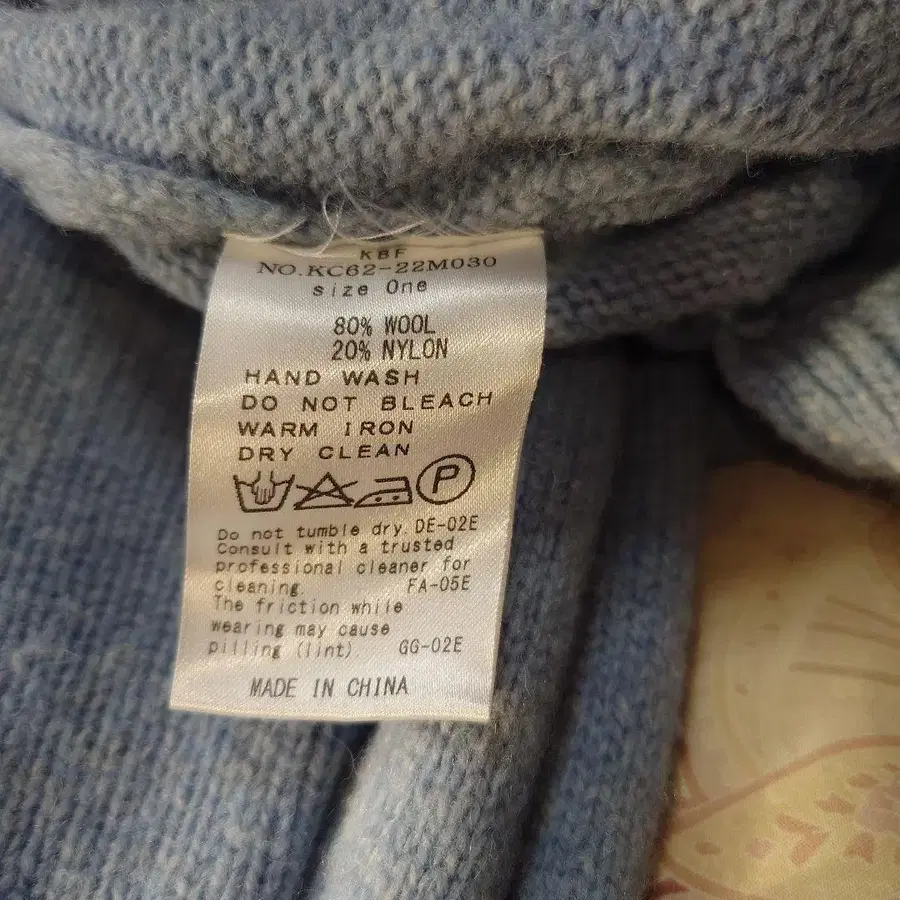 KBF
NO.KC62-22M030
size One
80% WOOL
20% NYLON
HAND WASH
DO NOT BLEACH
WARM IRON
DRY CLEAN
P
Do not tumble dry. DE-02E
Consult with a trusted
professional cleaner for
cleaning. FA-05E
The friction while
wearing may cause
pilling (lint). GG-02E
MADE IN CHINA